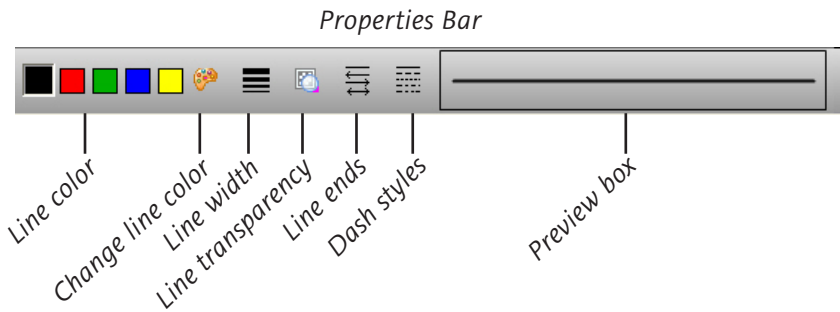 Properties Bar
Line color
Change line color
Line width
Line transparency
Line ends
Dash styles
Preview box